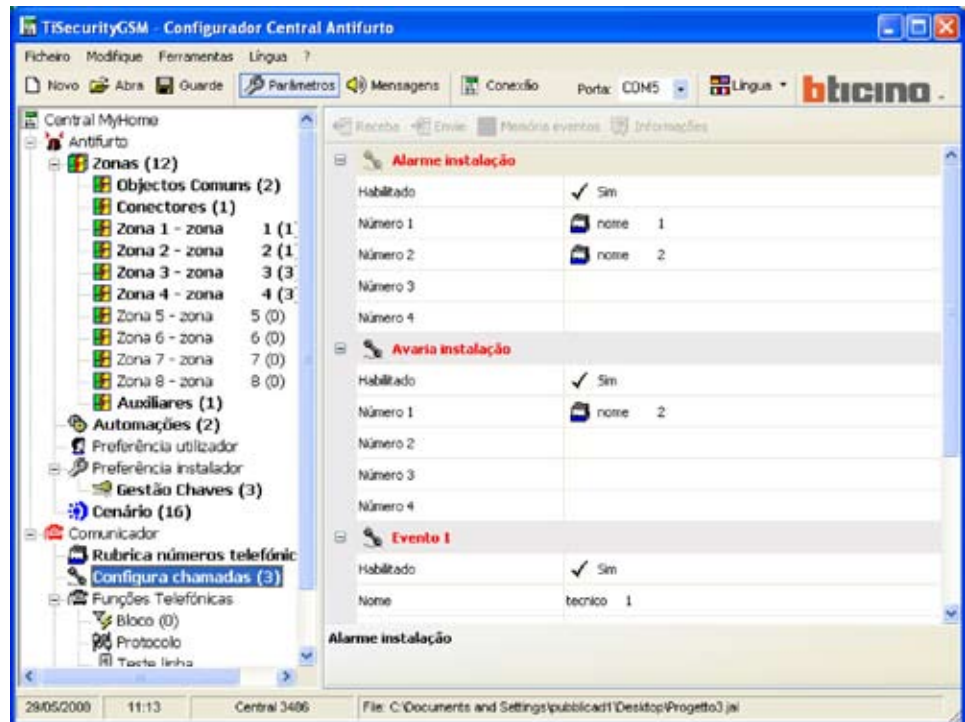 TiSecurityGSM - Configurador Central Antifurto
Ficheiro Modifique Ferramentas Língua ?
Novo Abra Guarde Parâmetros Mensagens Conexão Porta: COM5 Língua bticino
Central MyHome
Antifurto
Zonas (12)
Objectos Comuns (2)
Conectores (1)
Zona 1 - zona 1 (1
Zona 2 - zona 2 (1
Zona 3 - zona 3 (3
Zona 4 - zona 4 (3
Zona 5 - zona 5 (0)
Zona 6 - zona 6 (0)
Zona 7 - zona 7 (0)
Zona 8 - zona 8 (0)
Auxiliares (1)
Automações (2)
Preferência utilizador
Preferência instalador
Gestão Chaves (3)
Cenário (16)
Comunicador
Rubrica números telefónic
Configura chamadas (3)
Funções Telefónicas
Bloco (0)
Protocolo
Teste linha
Receba Envie Memória eventos Informações
Alarme instalação
Habilitado Sim
Número 1 nome 1
Número 2 nome 2
Número 3
Número 4
Avaria instalação
Habilitado Sim
Número 1 nome 2
Número 2
Número 3
Número 4
Evento 1
Habilitado Sim
Nome tecnico 1
Alarme instalação
29/05/2008 11:13 Central 3486 File: C:\Documents and Settings\pubblicad1\Desktop\Progetto3.jai